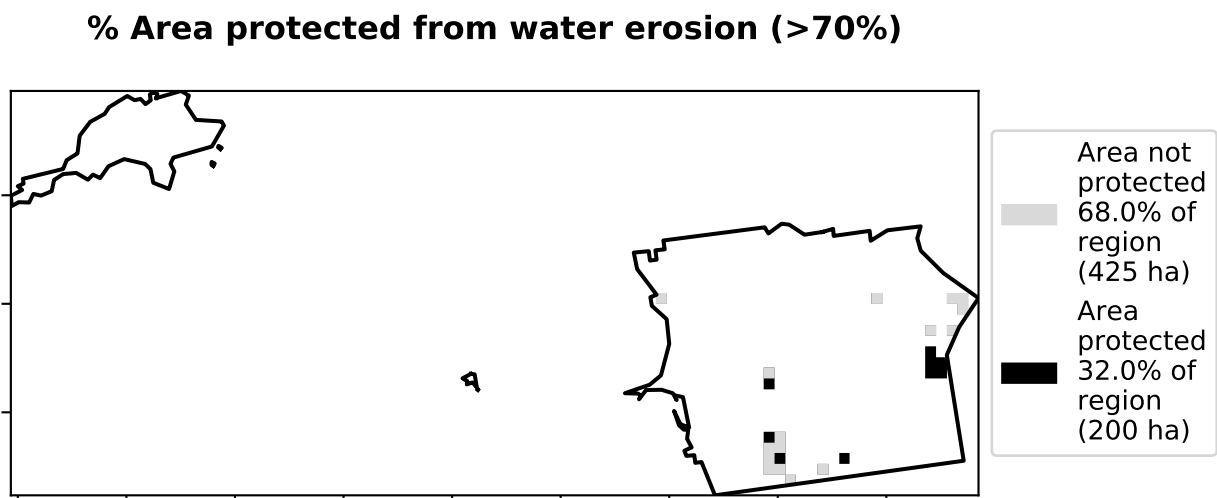 % Area protected from water erosion (>70%)
Area not
protected
68.0% of
region
(425 ha)
Area
protected
32.0% of
region
(200 ha)